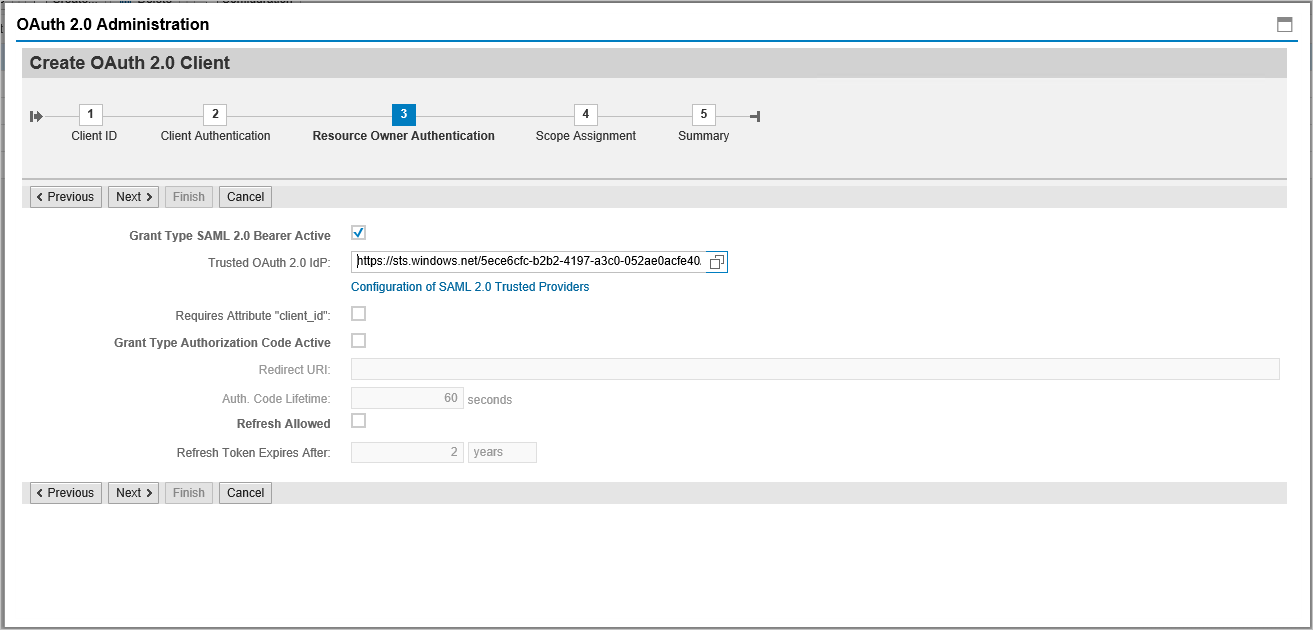 OAuth 2.0 Administration
Create OAuth 2.0 Client
1 2 3 4 5
Client ID Client Authentication Resource Owner Authentication Scope Assignment Summary
Previous Next Finish Cancel
Grant Type SAML 2.0 Bearer Active
Trusted OAuth 2.0 IdP: https://sts.windows.net/5ece6cfc-b2b2-4197-a3c0-052ae0acfe40.
Configuration of SAML 2.0 Trusted Providers
Requires Attribute "client_id":
Grant Type Authorization Code Active
Redirect URI:
Auth. Code Lifetime: 60 seconds
Refresh Allowed
Refresh Token Expires After: 2 years
Previous Next Finish Cancel